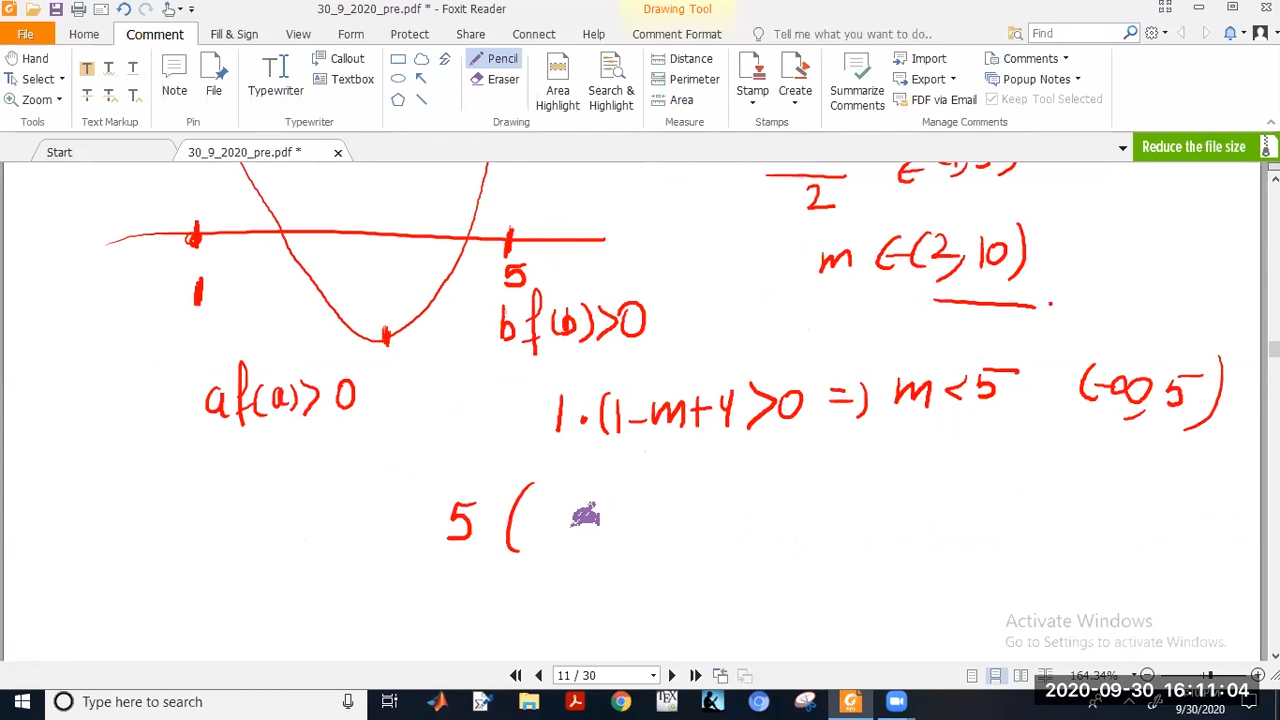 30_9_2020_pre.pdf * - Foxit Reader
Drawing Tool
File Home Comment Fill & Sign View Form Protect Share Connect Help Comment Format Tell me what you want to do... Find
Hand Select Zoom Tools
T T T T T T Text Markup
Note File Pin
Typewriter Callout Textbox Typewriter
Pencil Eraser Area Highlight Search & Highlight Drawing
Distance Perimeter Area Measure
Stamp Create Stamps
Summarize Comments Import Export FDF via Email Comments Popup Notes Keep Tool Selected Manage Comments
Start 30_9_2020_pre.pdf * Reduce the file size
2
m ∈ (2, 10)
1 5
b f(b) > 0
a f(a) > 0
1 . (1 - m + 4 > 0 => m < 5 (-∞, 5)
5 (
Activate Windows
Go to Settings to activate Windows.
11 / 30 164.34%
Type here to search
2020-09-30 16:11:04
9/30/2020